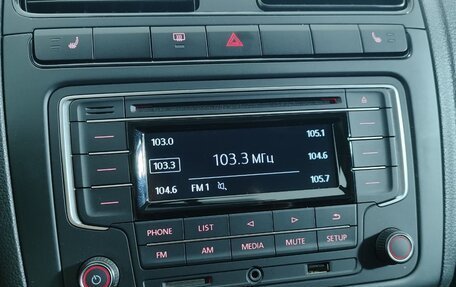 103.0 105.1
103.3 103.3 МГц 104.6
104.6 FM 1 105.7
PHONE LIST
FM AM MEDIA MUTE SETUP